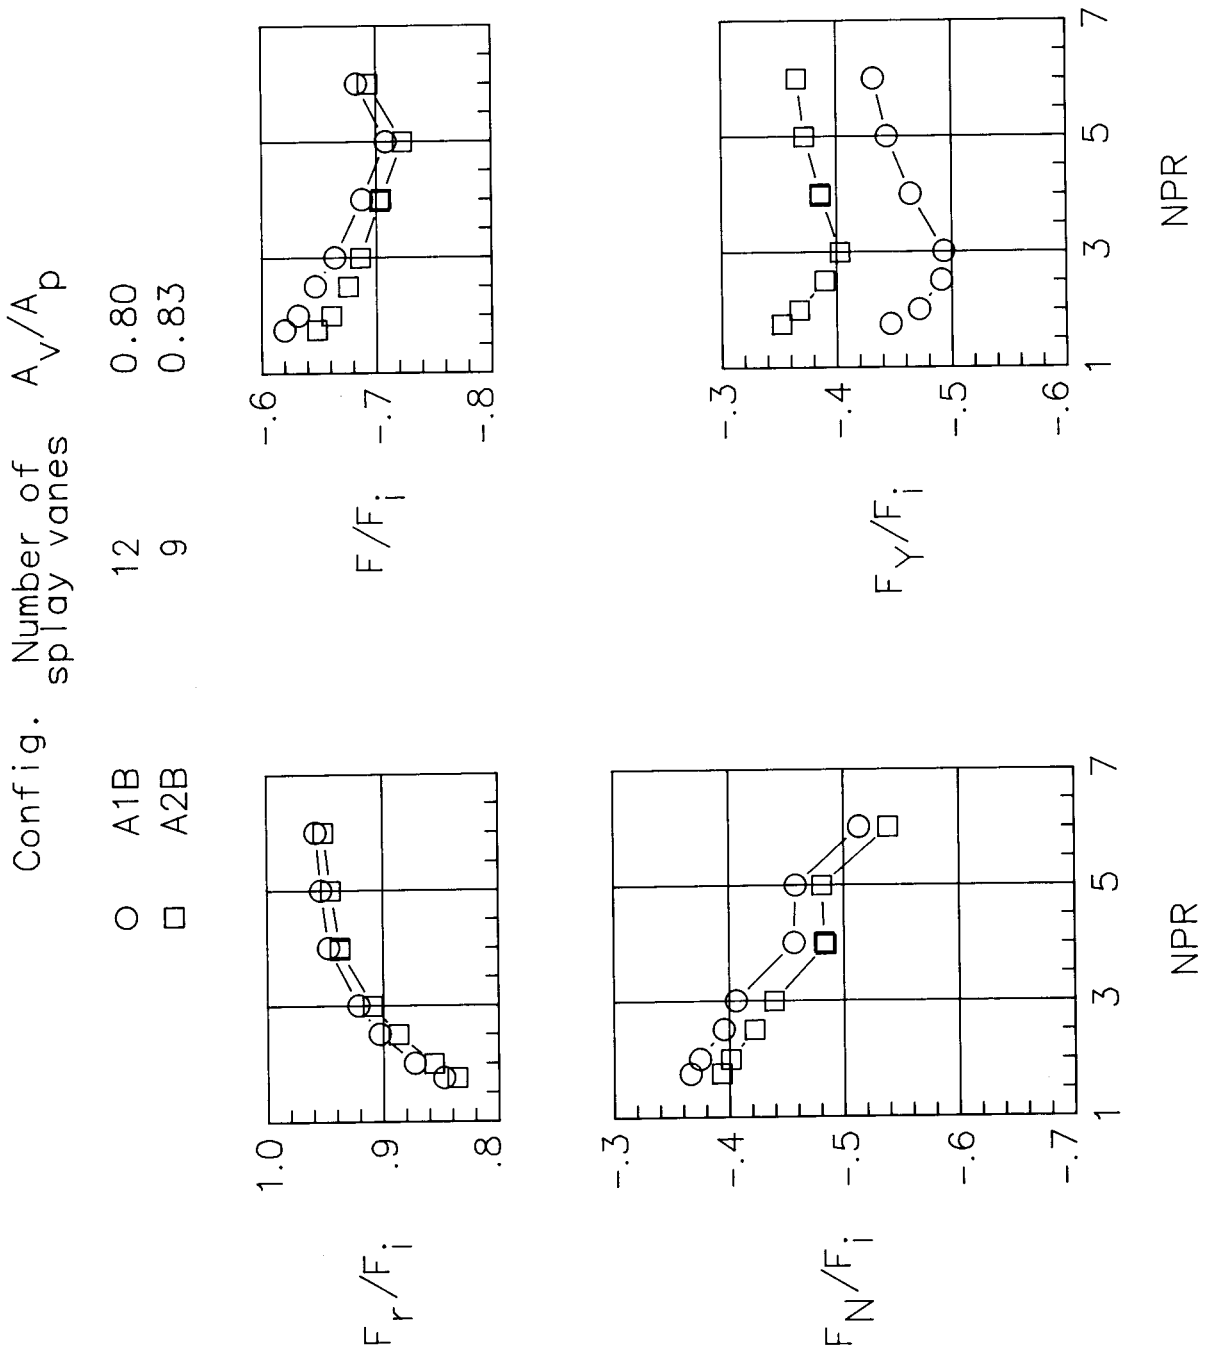 Config. Number of splay vanes A_v/A_p
○ A1B 12 0.80
□ A2B 9 0.83
F_r/F_i
1.0
.9
.8
F/F_i
-.6
-.7
-.8
F_N/F_i
-.3
-.4
-.5
-.6
-.7
1 3 5 7
NPR
F_Y/F_i
-.3
-.4
-.5
-.6
1 3 5 7
NPR